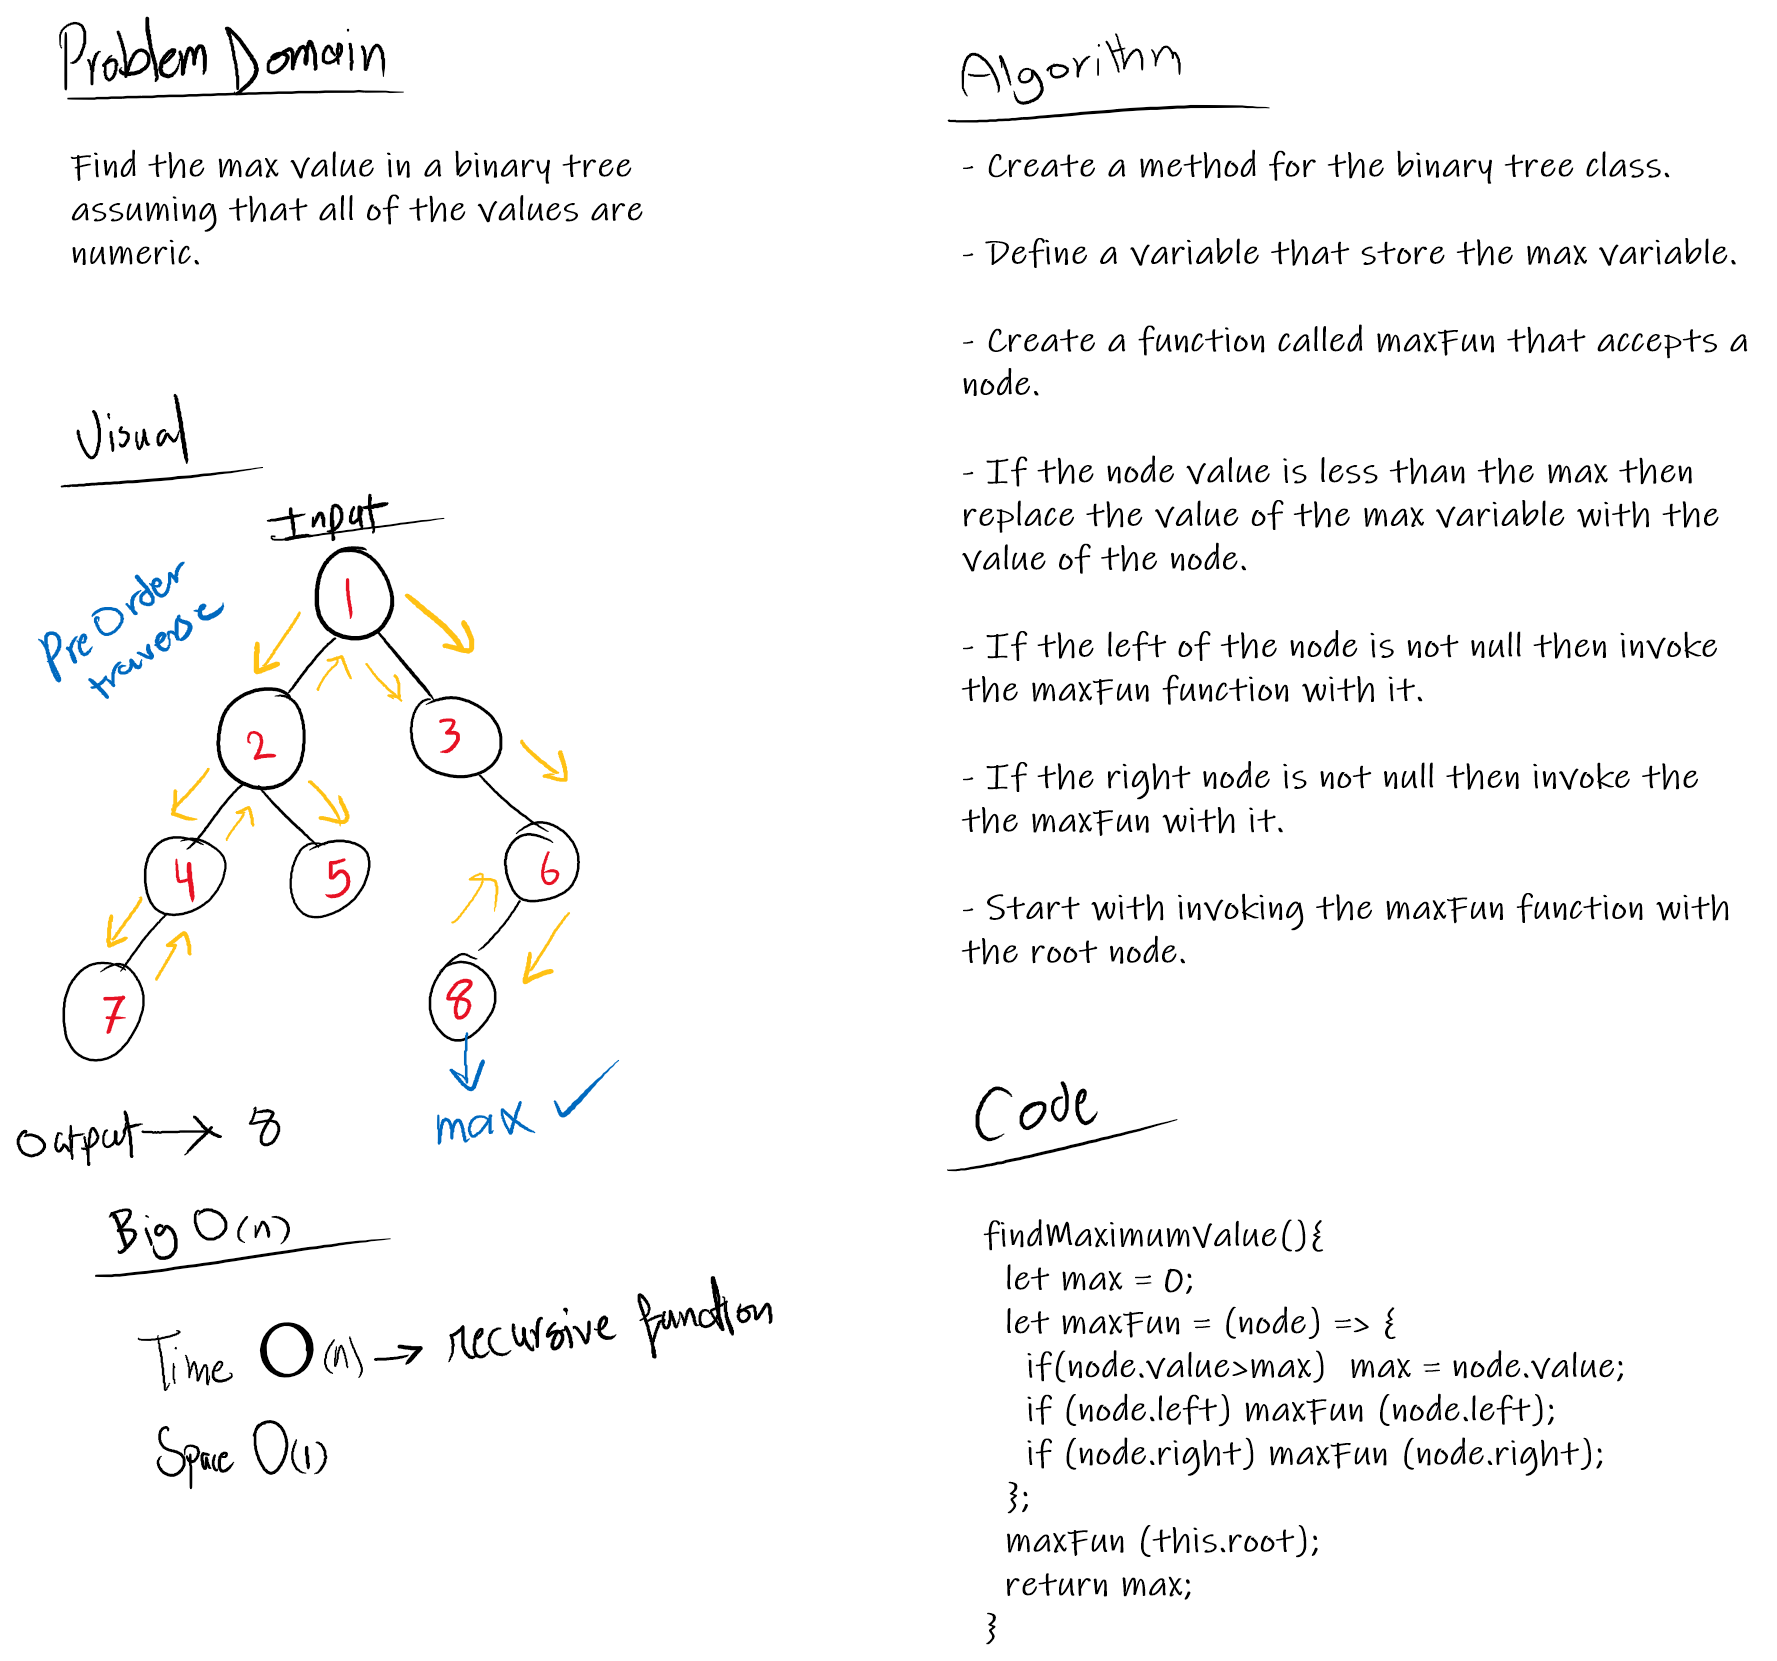 Problem Domain
Find the max value in a binary tree
assuming that all of the values are
numeric.
Visual
Input
PreOrder
traverse
1
2
3
4
5
6
7
8
max
Output → 8
Big O(n)
Time O(n) → recursive function
Space O(1)
Algorithm
- Create a method for the binary tree class.
- Define a variable that store the max variable.
- Create a function called maxFun that accepts a
node.
- If the node value is less than the max then
replace the value of the max variable with the
value of the node.
- If the left of the node is not null then invoke
the maxFun function with it.
- If the right node is not null then invoke the
the maxFun with it.
- Start with invoking the maxFun function with
the root node.
Code
findMaximumValue(){
let max = 0;
let maxFun = (node) => {
if(node.value>max) max = node.value;
if (node.left) maxFun (node.left);
if (node.right) maxFun (node.right);
};
maxFun (this.root);
return max;
}